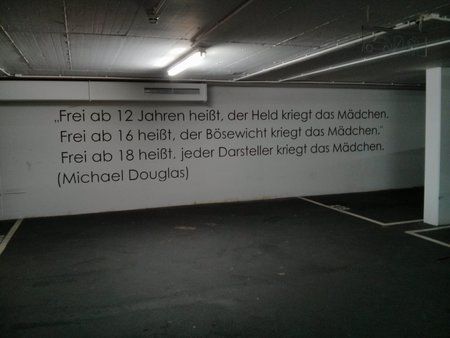 „Frei ab 12 Jahren heißt, der Held kriegt das Mädchen.
Frei ab 16 heißt, der Bösewicht kriegt das Mädchen."
Frei ab 18 heißt. jeder Darsteller kriegt das Mädchen.
(Michael Douglas)